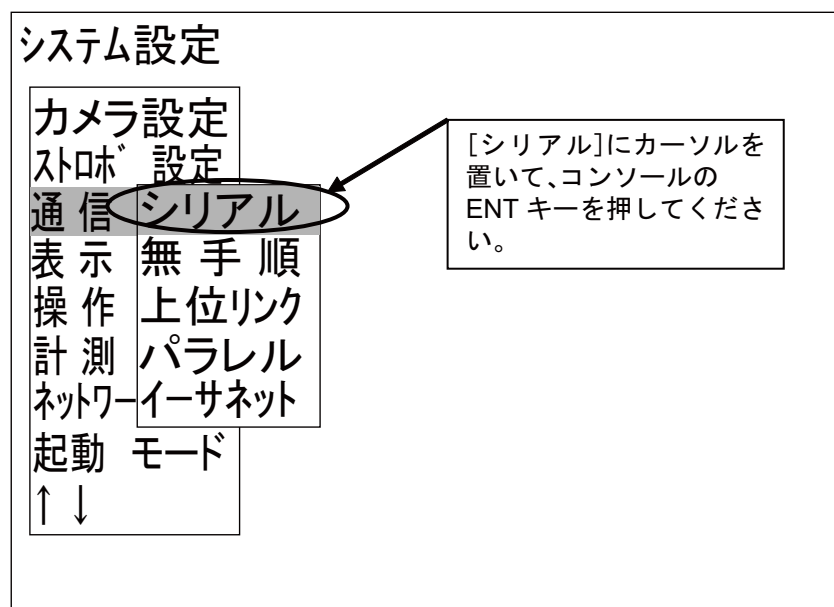 システム設定
カメラ設定
ｽﾄﾛﾎﾞ 設定
通 信
表 示
操 作
計 測
ﾈｯﾄﾜｰ
起動 モード
↑ ↓
シリアル
無 手 順
上位ﾘﾝｸ
パラレル
イーサネット
[シリアル]にカーソルを
置いて、コンソールの
ENT キーを押してくださ
い。